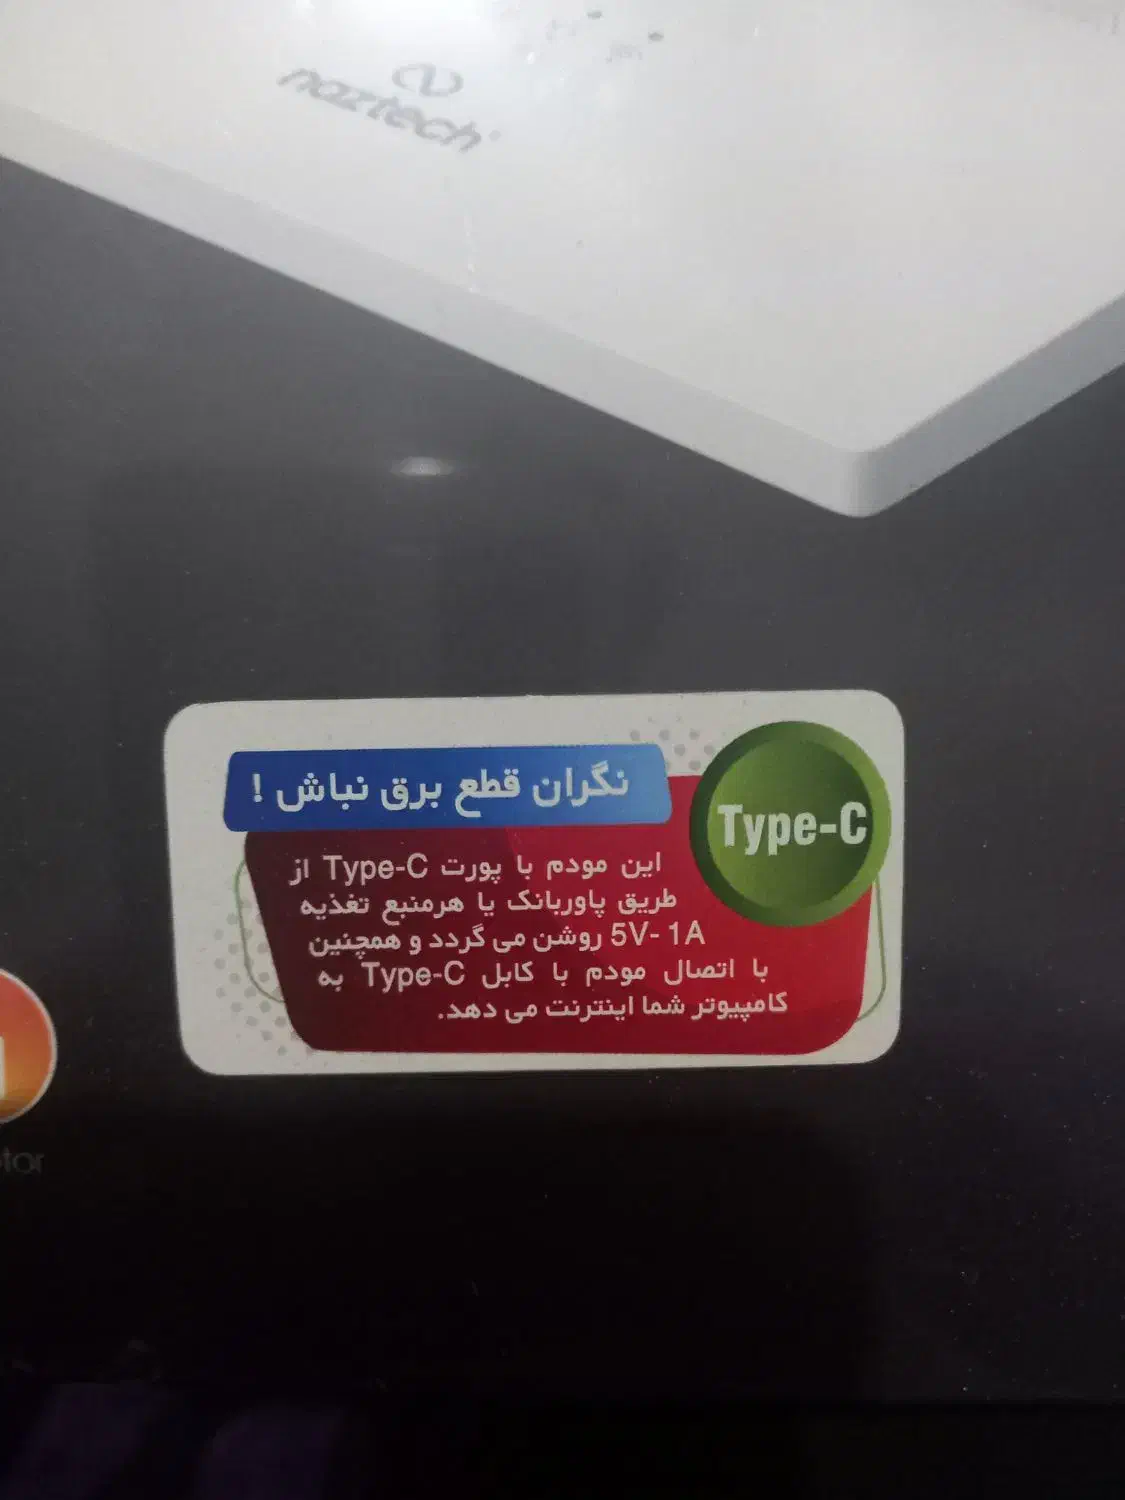 naztech
Type-C
نگران قطع برق نباش !
این مودم با پورت Type-C از
طریق پاوربانک یا هرمنبع تغذیه
5V- 1A روشن می گردد و همچنین
با اتصال مودم با کابل Type-C به
کامپیوتر شما اینترنت می دهد.